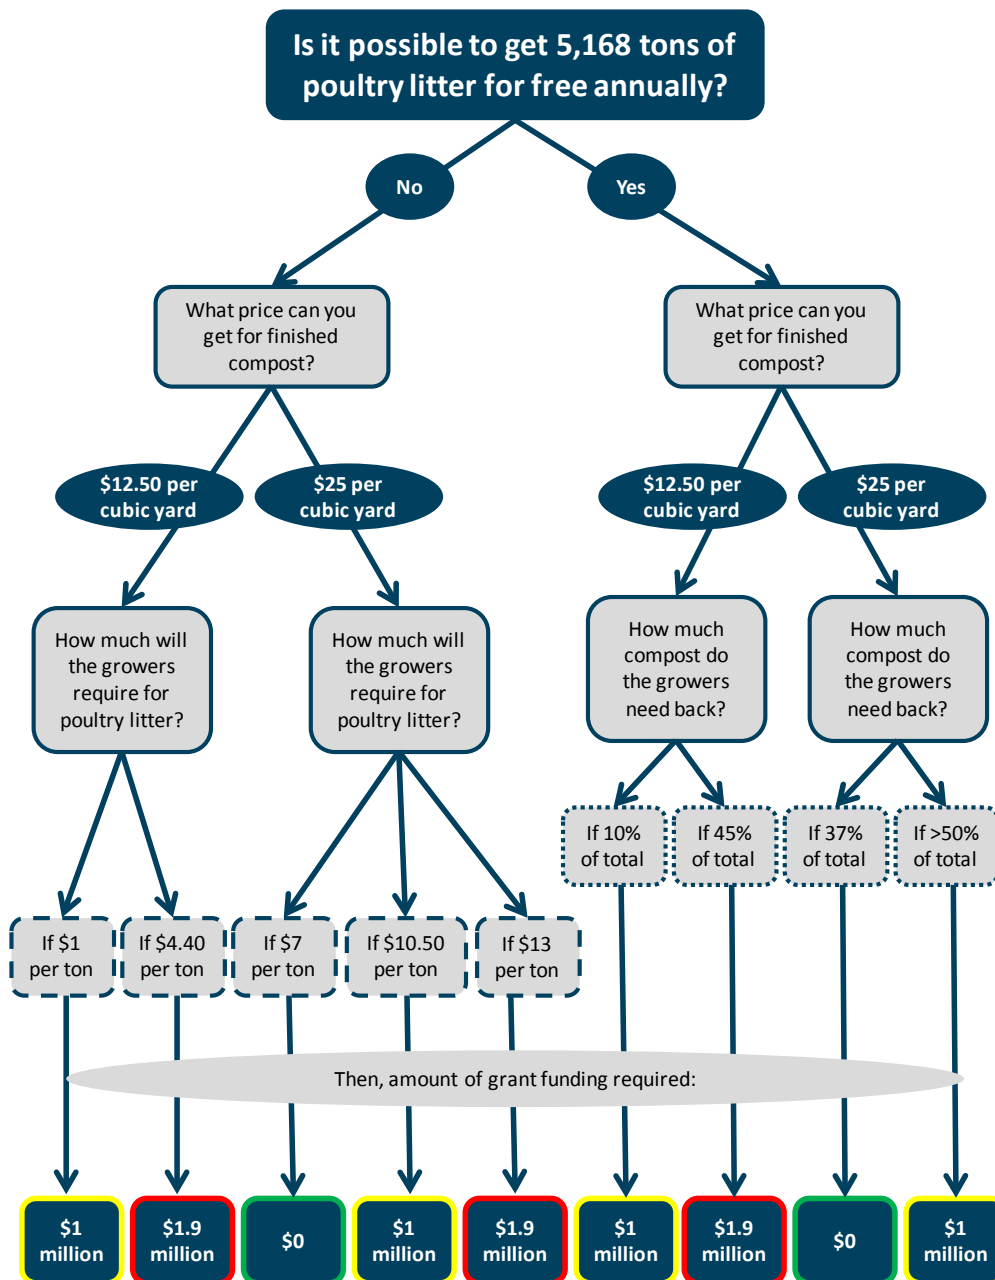 Is it possible to get 5,168 tons of
poultry litter for free annually?
No
Yes
What price can you
get for finished
compost?
What price can you
get for finished
compost?
$12.50 per
cubic yard
$25 per
cubic yard
$12.50 per
cubic yard
$25 per
cubic yard
How much will
the growers
require for
poultry litter?
How much will
the growers
require for
poultry litter?
How much
compost do
the growers
need back?
How much
compost do
the growers
need back?
If 10%
of total
If 45%
of total
If 37%
of total
If >50%
of total
If $1
per ton
If $4.40
per ton
If $7
per ton
If $10.50
per ton
If $13
per ton
Then, amount of grant funding required:
$1
million
$1.9
million
$0
$1
million
$1.9
million
$1
million
$1.9
million
$0
$1
million